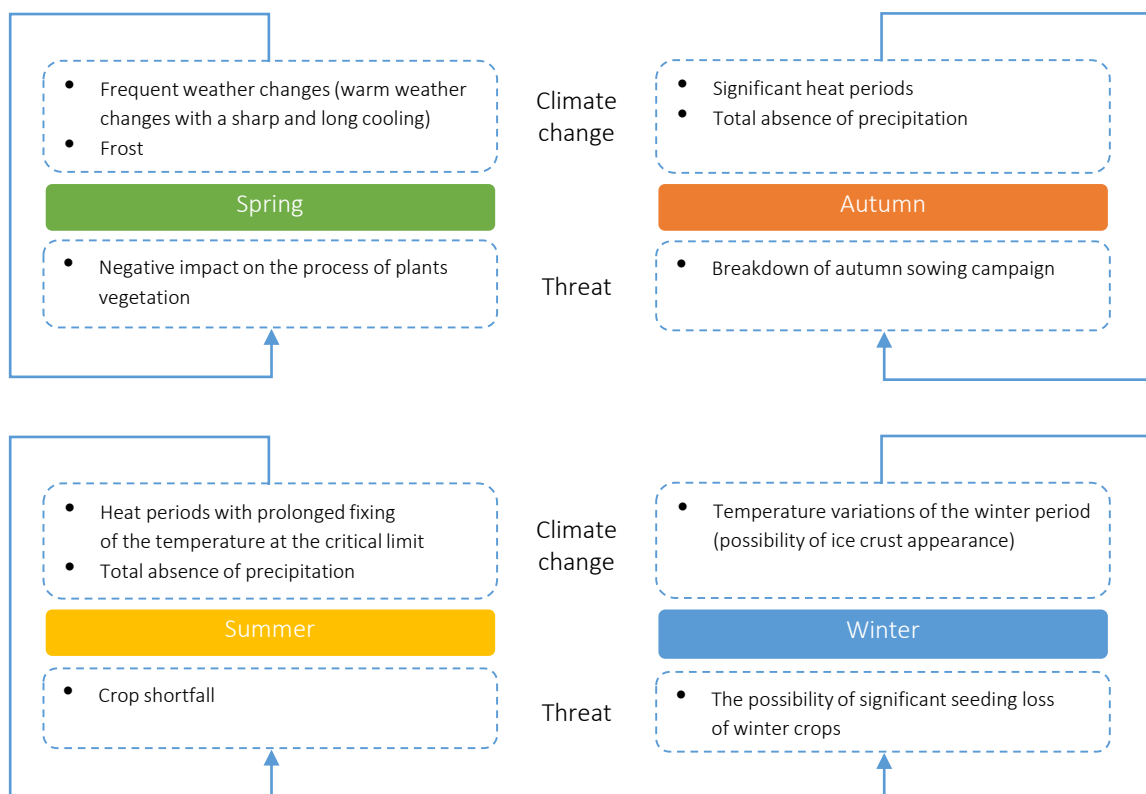 • Frequent weather changes (warm weather
changes with a sharp and long cooling)
• Frost
Spring
• Negative impact on the process of plants
vegetation
Climate
change
Threat
• Significant heat periods
• Total absence of precipitation
Autumn
• Breakdown of autumn sowing campaign
• Heat periods with prolonged fixing
of the temperature at the critical limit
• Total absence of precipitation
Summer
• Crop shortfall
Climate
change
Threat
• Temperature variations of the winter period
(possibility of ice crust appearance)
Winter
• The possibility of significant seeding loss
of winter crops